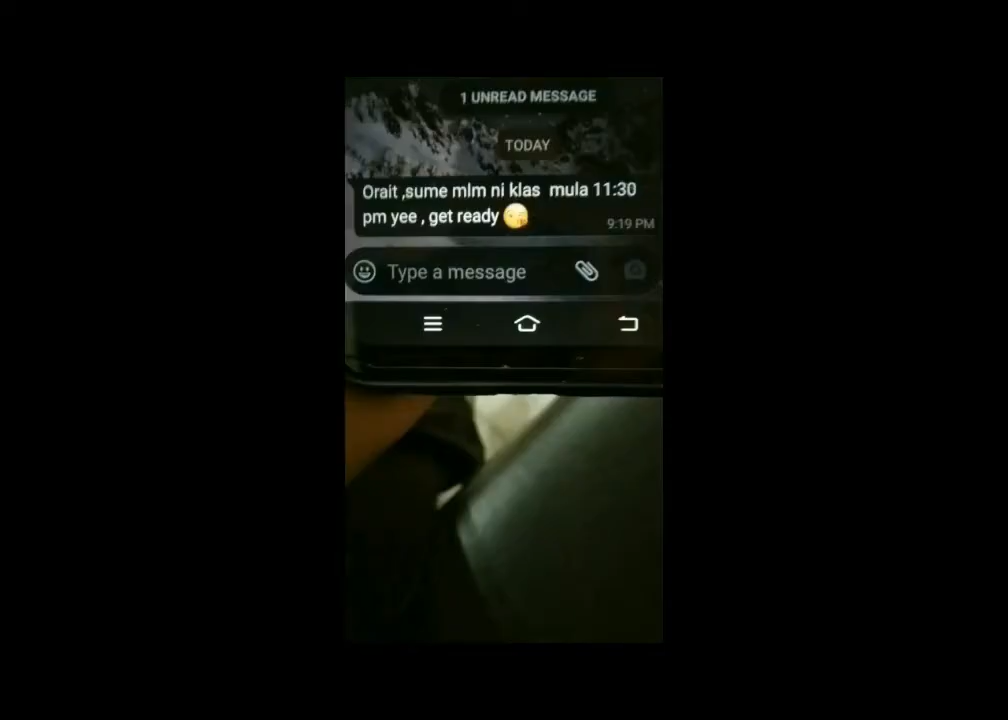 1 UNREAD MESSAGE
TODAY
Orait ,sume mlm ni klas mula 11:30
pm yee , get ready 😘
9:19 PM
Type a message